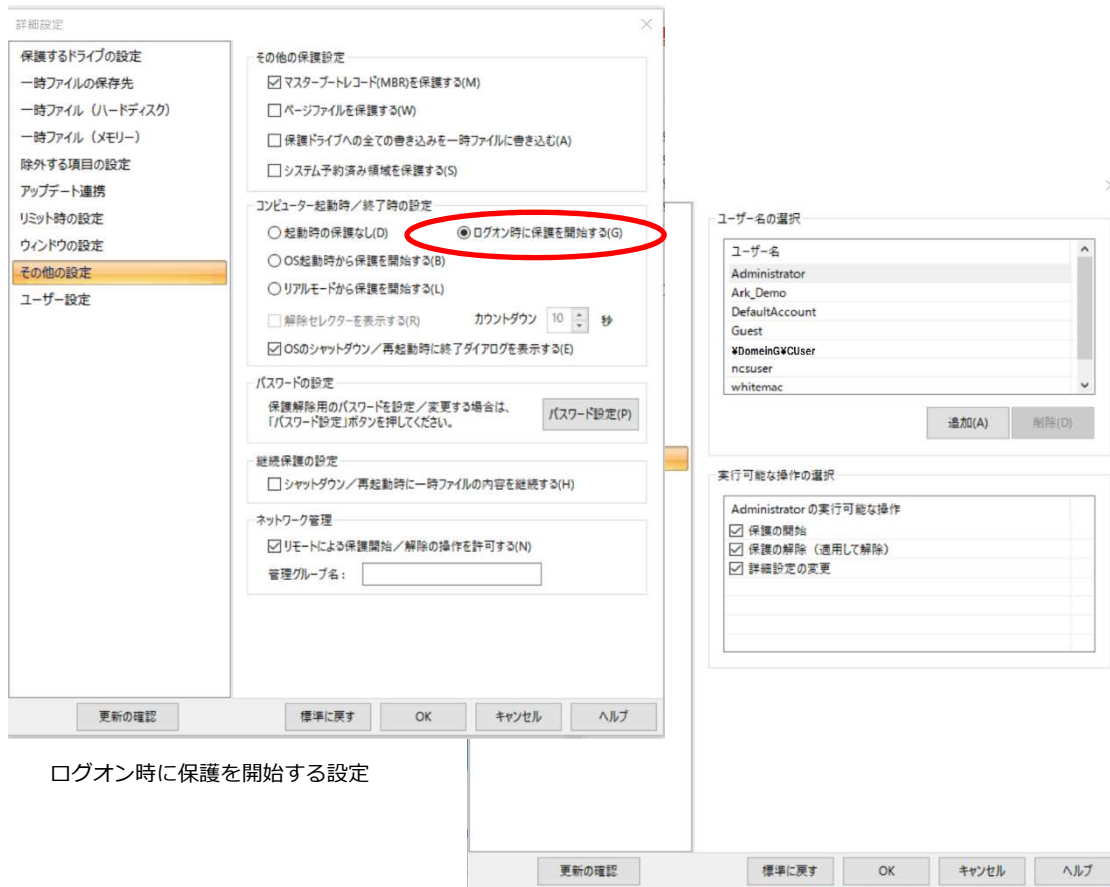 詳細設定
保護するドライブの設定
一時ファイルの保存先
一時ファイル（ハードディスク）
一時ファイル（メモリー）
除外する項目の設定
アップデート連携
リミット時の設定
ウィンドウの設定
その他の設定
ユーザー設定
その他の保護設定
マスターブートレコード(MBR)を保護する(M)
ページファイルを保護する(W)
保護ドライブへの全ての書き込みを一時ファイルに書き込む(A)
システム予約済み領域を保護する(S)
コンピューター起動時／終了時の設定
起動時の保護なし(D) ログオン時に保護を開始する(G)
OS起動時から保護を開始する(B)
リアルモードから保護を開始する(L)
解除セレクターを表示する(R) カウントダウン 10 秒
OSのシャットダウン／再起動時に終了ダイアログを表示する(E)
パスワードの設定
保護解除用のパスワードを設定／変更する場合は、
「パスワード設定」ボタンを押してください。
パスワード設定(P)
継続保護の設定
シャットダウン／再起動時に一時ファイルの内容を継続する(H)
ネットワーク管理
リモートによる保護開始／解除の操作を許可する(N)
管理グループ名：
更新の確認 標準に戻す OK キャンセル ヘルプ
ログオン時に保護を開始する設定
ユーザー名の選択
ユーザー名
Administrator
Ark_Demo
DefaultAccount
Guest
¥DomeinG¥CUser
ncsuser
whitemac
追加(A) 削除(D)
実行可能な操作の選択
Administrator の実行可能な操作
保護の開始
保護の解除（適用して解除）
詳細設定の変更
更新の確認 標準に戻す OK キャンセル ヘルプ